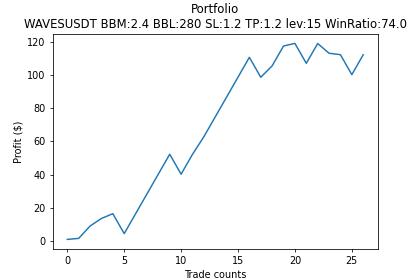 Portfolio
WAVESUSDT BBM:2.4 BBL:280 SL:1.2 TP:1.2 lev:15 WinRatio:74.0
120
100
80
60
40
20
0
Profit ($)
0 5 10 15 20 25
Trade counts